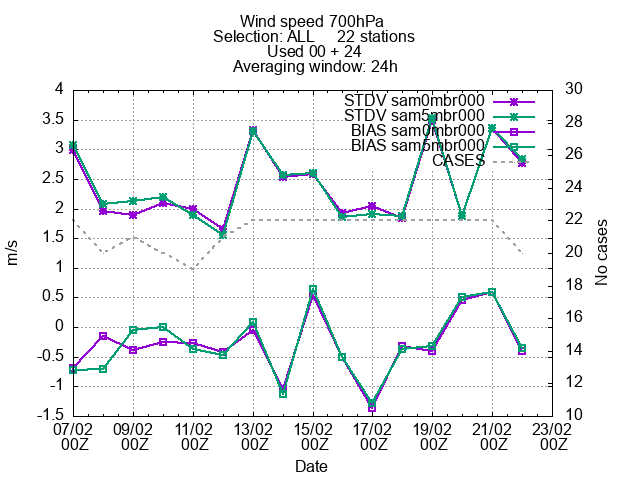 Wind speed 700hPa
Selection: ALL     22 stations
Used 00 + 24
Averaging window: 24h
STDV sam0mbr000
STDV sam5mbr000
BIAS sam0mbr000
BIAS sam5mbr000
CASES
4
3.5
3
2.5
2
1.5
1
0.5
0
-0.5
-1
-1.5
m/s
30
28
26
24
22
20
18
16
14
12
10
No cases
07/02 09/02 11/02 13/02 15/02 17/02 19/02 21/02 23/02
00Z 00Z 00Z 00Z 00Z 00Z 00Z 00Z 00Z
Date